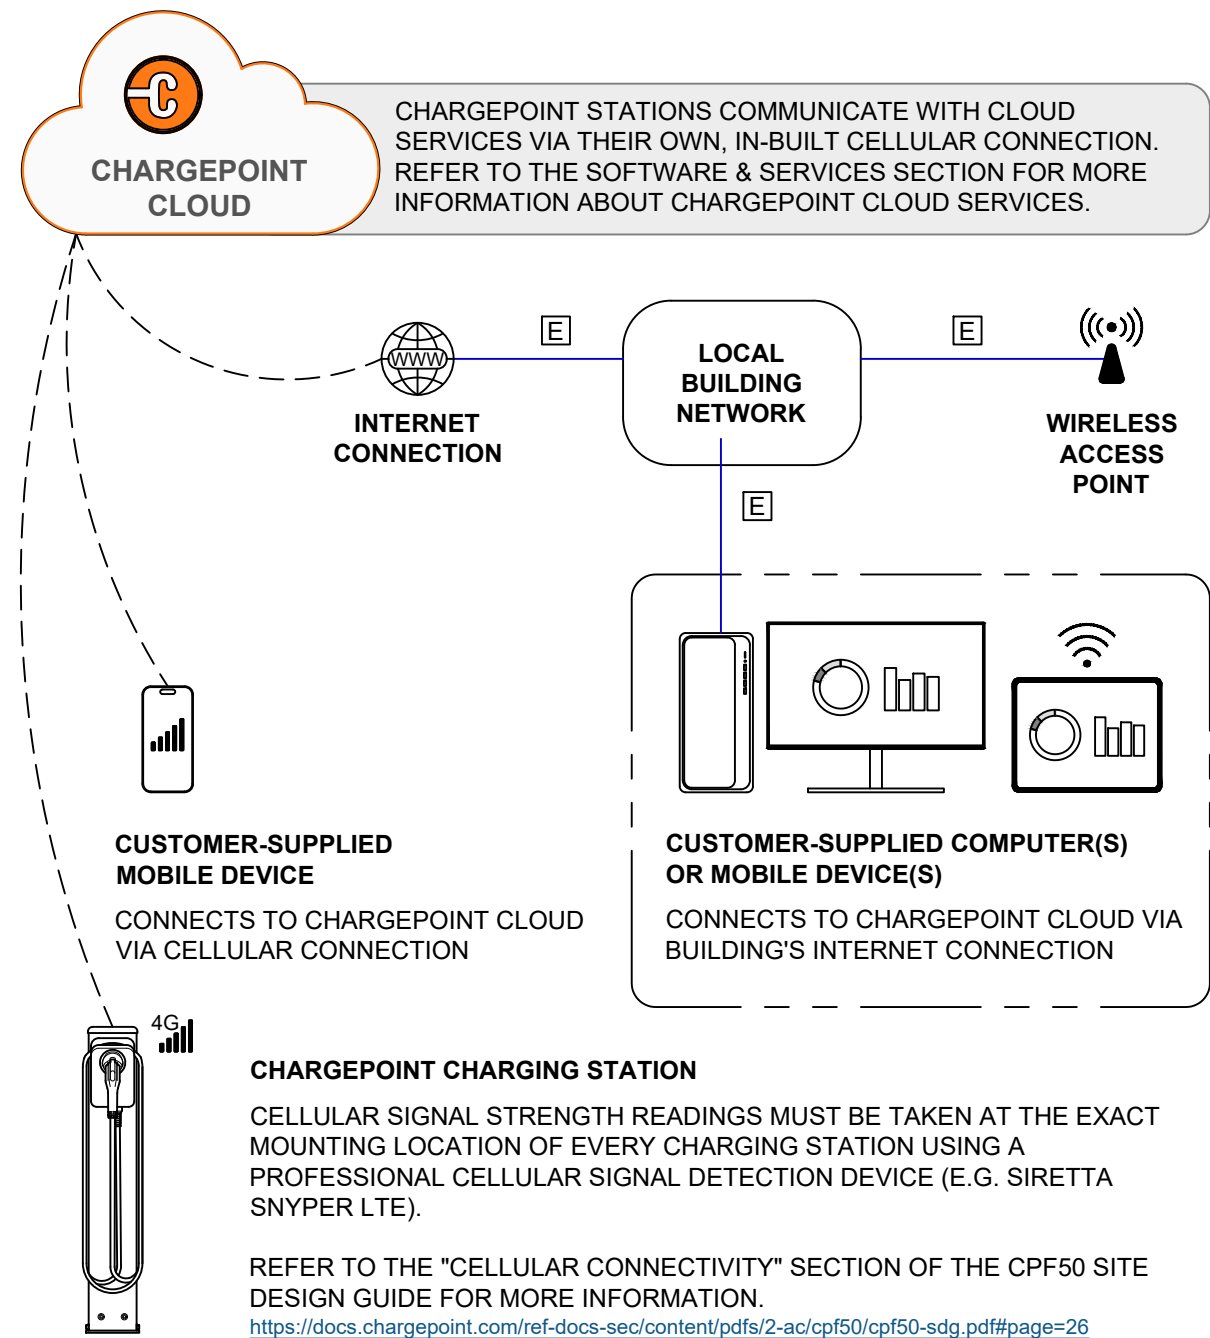 C
CHARGEPOINT
CLOUD
CHARGEPOINT STATIONS COMMUNICATE WITH CLOUD
SERVICES VIA THEIR OWN, IN-BUILT CELLULAR CONNECTION.
REFER TO THE SOFTWARE & SERVICES SECTION FOR MORE
INFORMATION ABOUT CHARGEPOINT CLOUD SERVICES.
WWW
INTERNET
CONNECTION
E
LOCAL
BUILDING
NETWORK
E
WIRELESS
ACCESS
POINT
E
CUSTOMER-SUPPLIED
MOBILE DEVICE
CONNECTS TO CHARGEPOINT CLOUD
VIA CELLULAR CONNECTION
CUSTOMER-SUPPLIED COMPUTER(S)
OR MOBILE DEVICE(S)
CONNECTS TO CHARGEPOINT CLOUD VIA
BUILDING'S INTERNET CONNECTION
4G
CHARGEPOINT CHARGING STATION
CELLULAR SIGNAL STRENGTH READINGS MUST BE TAKEN AT THE EXACT
MOUNTING LOCATION OF EVERY CHARGING STATION USING A
PROFESSIONAL CELLULAR SIGNAL DETECTION DEVICE (E.G. SIRETTA
SNYPER LTE).
REFER TO THE "CELLULAR CONNECTIVITY" SECTION OF THE CPF50 SITE
DESIGN GUIDE FOR MORE INFORMATION.
https://docs.chargepoint.com/ref-docs-sec/content/pdfs/2-ac/cpf50/cpf50-sdg.pdf#page=26